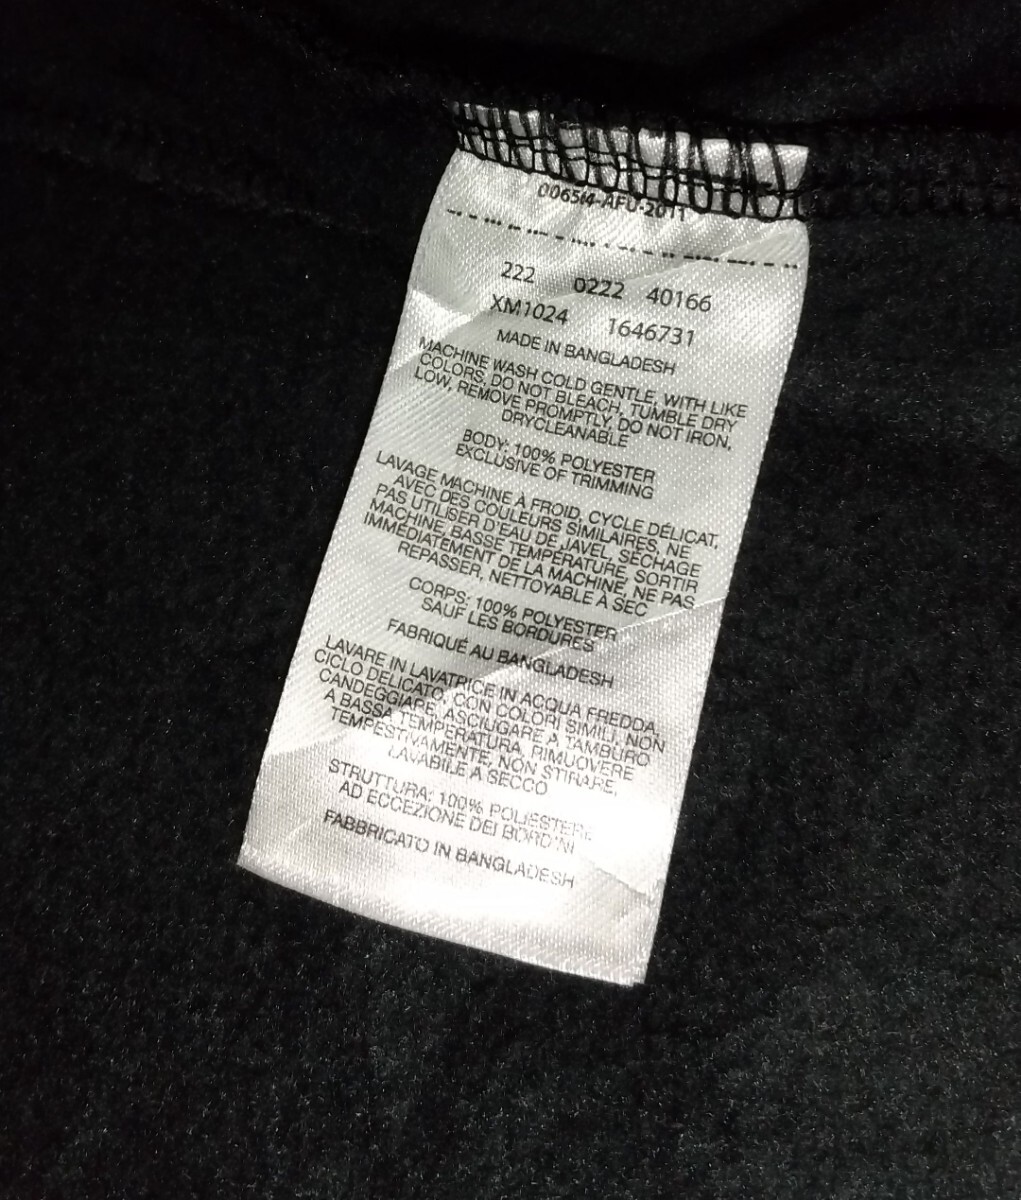 00654-AFU-2011
222 0222 40166
XM1024 1646731
MADE IN BANGLADESH
MACHINE WASH COLD GENTLE, WITH LIKE
COLORS, DO NOT BLEACH, TUMBLE DRY
LOW, REMOVE PROMPTLY, DO NOT IRON,
DRYCLEANABLE
BODY: 100% POLYESTER
EXCLUSIVE OF TRIMMING
LAVAGE MACHINE À FROID, CYCLE DÉLICAT,
AVEC DES COULEURS SIMILAIRES, NE
PAS UTILISER D'EAU DE JAVEL, SÉCHAGE
MACHINE, BASSE TEMPÉRATURE, SORTIR
IMMÉDIATEMENT DE LA MACHINE, NE PAS
REPASSER, NETTOYABLE À SEC
CORPS: 100% POLYESTER
SAUF LES BORDURES
FABRIQUÉ AU BANGLADESH
LAVARE IN LAVATRICE IN ACQUA FREDDA,
CICLO DELICATO, CON COLORI SIMILI, NON
CANDEGGIARE, ASCIUGARE A TAMBURO
A BASSA TEMPERATURA, RIMUOVERE
TEMPESTIVAMENTE, NON STIRARE,
LAVABILE A SECCO
STRUTTURA: 100% POLIESTERE
AD ECCEZIONE DEI BORDINI
FABBRICATO IN BANGLADESH